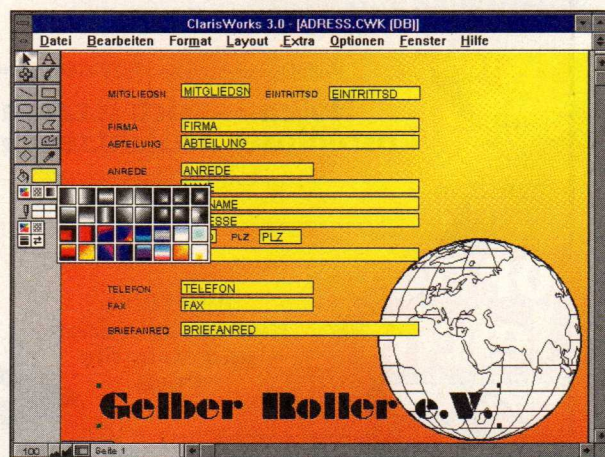 ClarisWorks 3.0 - [ADRESS.CWK (DB)]
Datei Bearbeiten Format Layout Extra Optionen Fenster Hilfe
A
MITGLIEDSN MITGLIEDSN EINTRITTSD EINTRITTSD
FIRMA FIRMA
ABTEILUNG ABTEILUNG
ANREDE ANREDE
NAME
NAME
ESSE
PLZ PLZ
TELEFON TELEFON
FAX FAX
BRIEFANRED BRIEFANRED
Gelber Roller e.V.
100 Seite 1